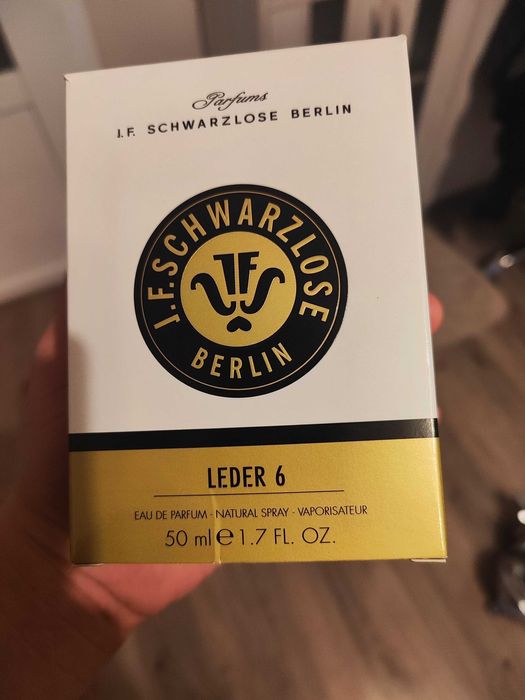 Parfums
J.F. SCHWARZLOSE BERLIN
J.F. SCHWARZLOSE
JFS
BERLIN
LEDER 6
EAU DE PARFUM - NATURAL SPRAY - VAPORISATEUR
50 ml ℮ 1.7 FL. OZ.